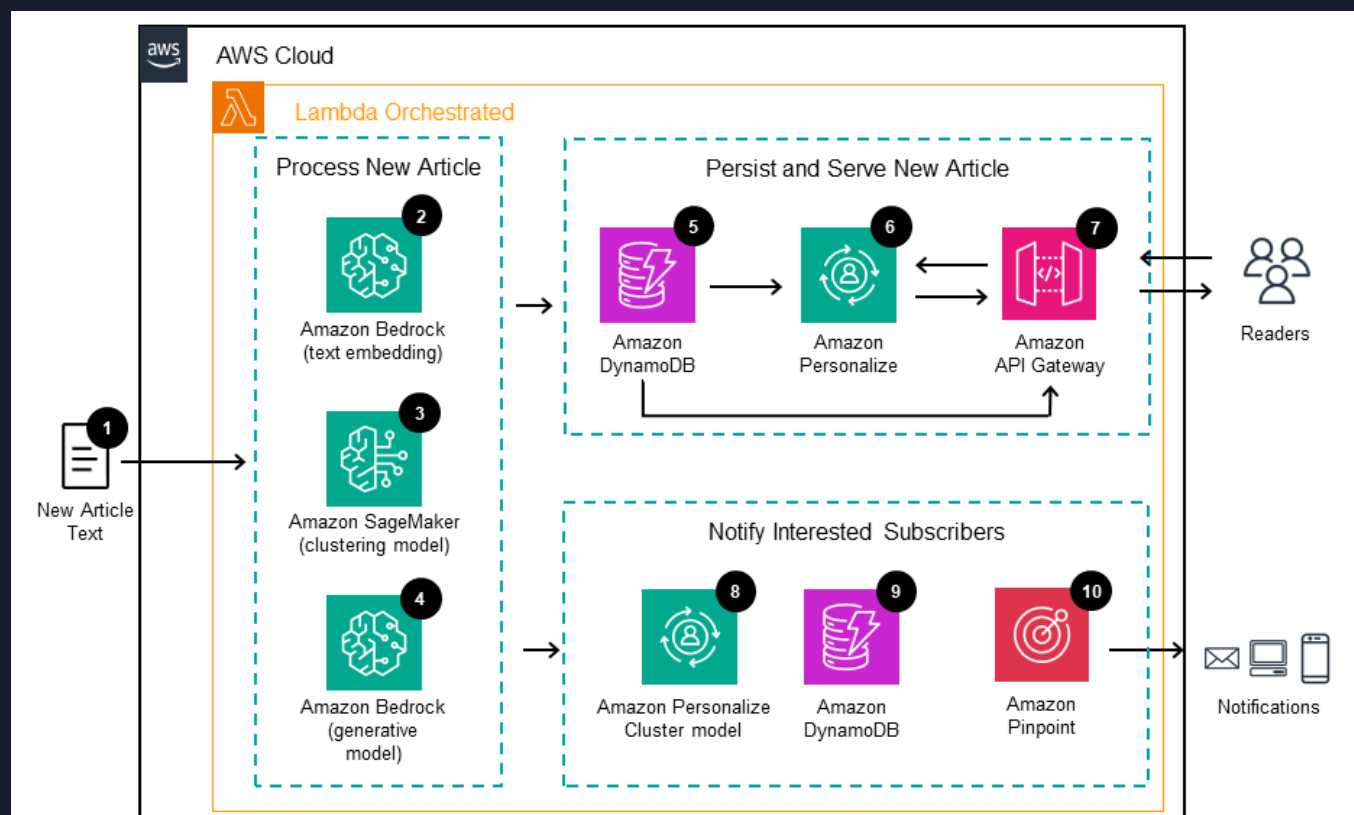 aws
AWS Cloud
Lambda Orchestrated
Process New Article
2
Amazon Bedrock
(text embedding)
3
Amazon SageMaker
(clustering model)
4
Amazon Bedrock
(generative
model)
1
New Article
Text
Persist and Serve New Article
5
Amazon
DynamoDB
6
Amazon
Personalize
7
</>
Amazon
API Gateway
Readers
Notify Interested Subscribers
8
Amazon Personalize
Cluster model
9
Amazon
DynamoDB
10
Amazon
Pinpoint
Notifications